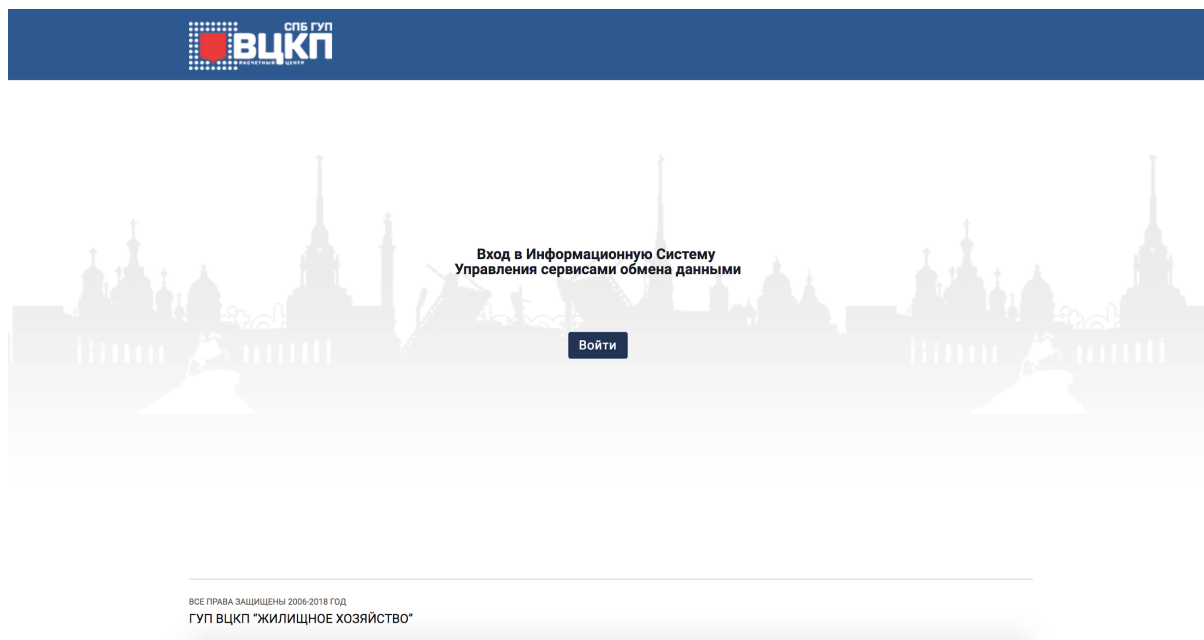 СПБ ГУП
ВЦКП
РАСЧЕТНЫЙ ЦЕНТР
Вход в Информационную Систему
Управления сервисами обмена данными
Войти
ВСЕ ПРАВА ЗАЩИЩЕНЫ 2006-2018 ГОД
ГУП ВЦКП "ЖИЛИЩНОЕ ХОЗЯЙСТВО"